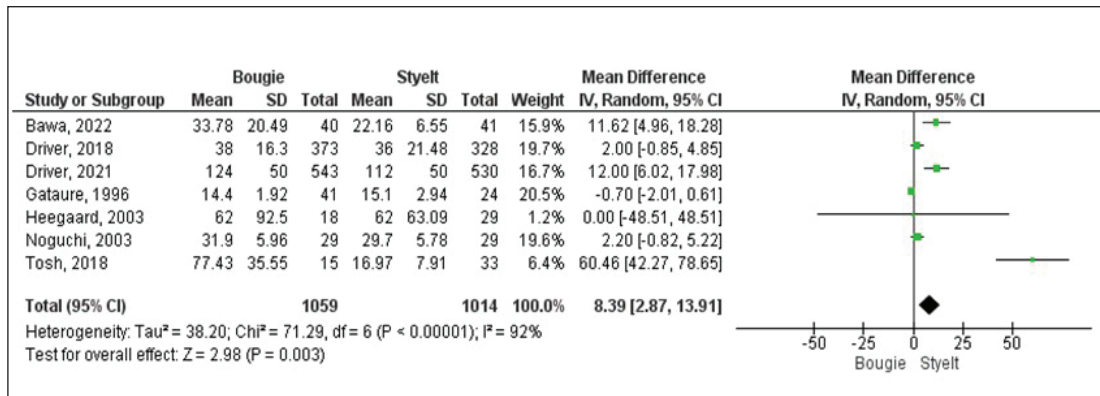 Bougie Styelt Mean Difference Mean Difference
Study or Subgroup Mean SD Total Mean SD Total Weight IV, Random, 95% CI IV, Random, 95% CI
Bawa, 2022 33.78 20.49 40 22.16 6.55 41 15.9% 11.62 [4.96, 18.28]
Driver, 2018 38 16.3 373 36 21.48 328 19.7% 2.00 [-0.85, 4.85]
Driver, 2021 124 50 543 112 50 530 16.7% 12.00 [6.02, 17.98]
Gataure, 1996 14.4 1.92 41 15.1 2.94 24 20.5% -0.70 [-2.01, 0.61]
Heegaard, 2003 62 92.5 18 62 63.09 29 1.2% 0.00 [-48.51, 48.51]
Noguchi, 2003 31.9 5.96 29 29.7 5.78 29 19.6% 2.20 [-0.82, 5.22]
Tosh, 2018 77.43 35.55 15 16.97 7.91 33 6.4% 60.46 [42.27, 78.65]
Total (95% CI) 1059 1014 100.0% 8.39 [2.87, 13.91]
Heterogeneity: Tau² = 38.20; Chi² = 71.29, df = 6 (P < 0.00001); I² = 92%
Test for overall effect: Z = 2.98 (P = 0.003)
-50 -25 0 25 50
Bougie Styelt